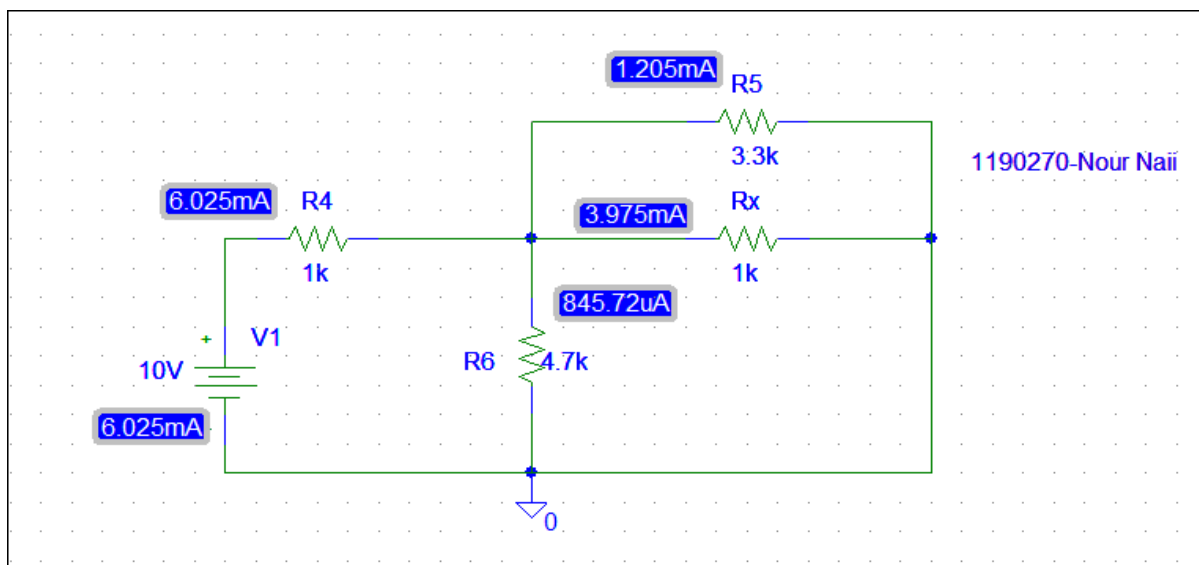 1.205mA
R5
3.3k
1190270-Nour Naii
6.025mA
R4
3.975mA
Rx
1k
1k
845.72uA
+
V1
R6
4.7k
10V
6.025mA
0